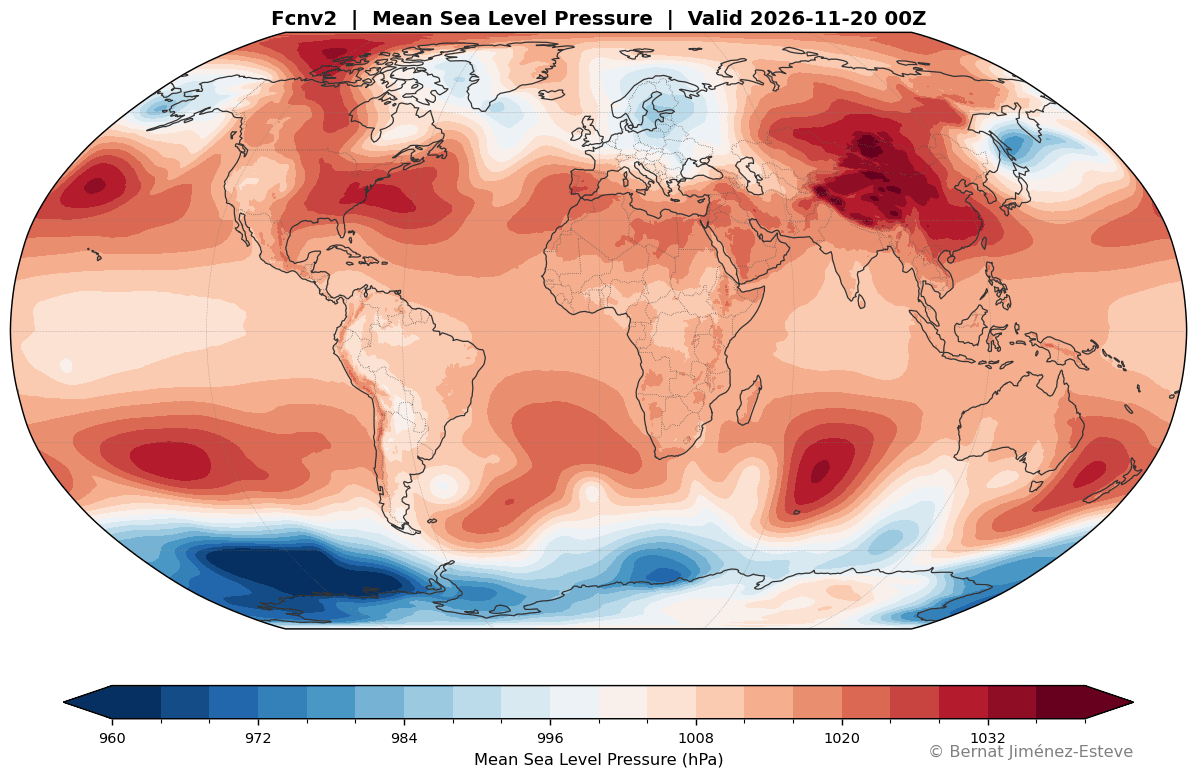 Fcnv2 | Mean Sea Level Pressure | Valid 2026-11-20 00Z
960 972 984 996 1008 1020 1032
Mean Sea Level Pressure (hPa)
© Bernat Jiménez-Esteve